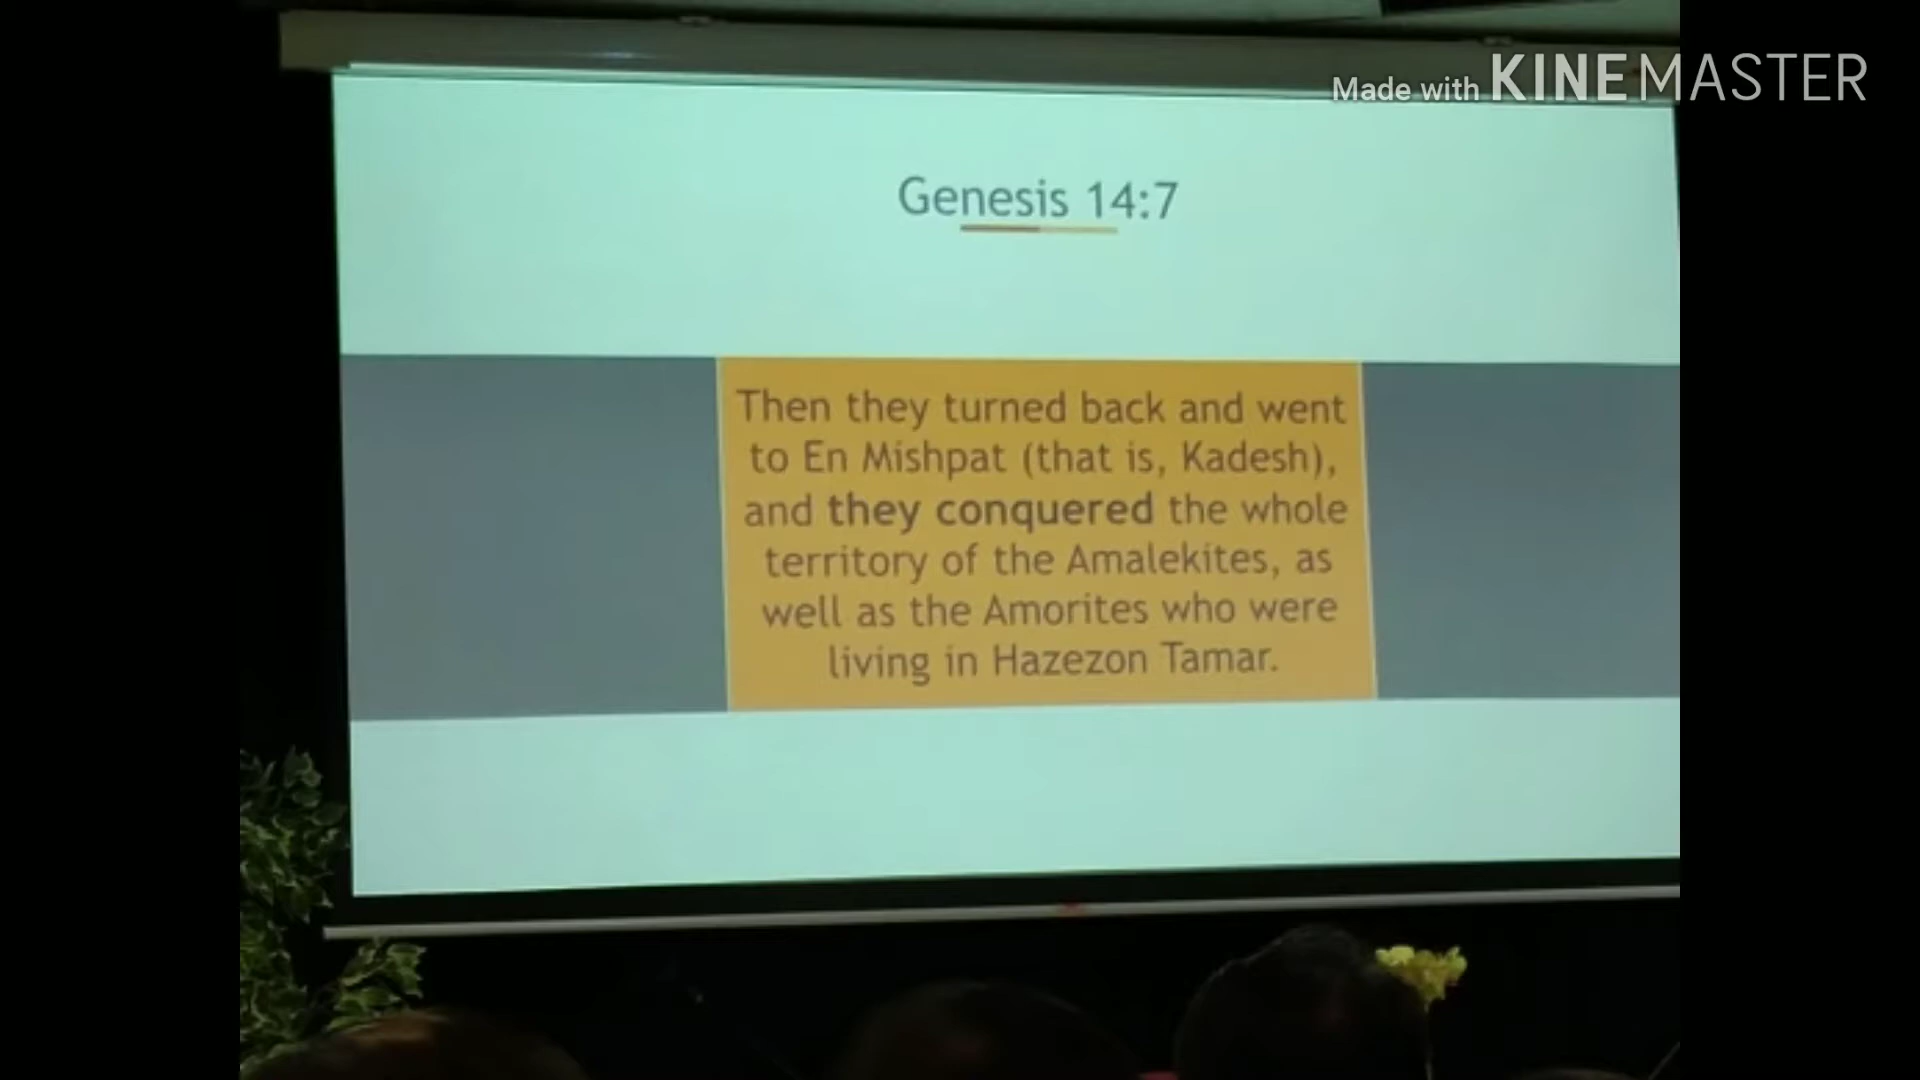 Made with KINEMASTER
Genesis 14:7
Then they turned back and went
to En Mishpat (that is, Kadesh),
and they conquered the whole
territory of the Amalekites, as
well as the Amorites who were
living in Hazezon Tamar.